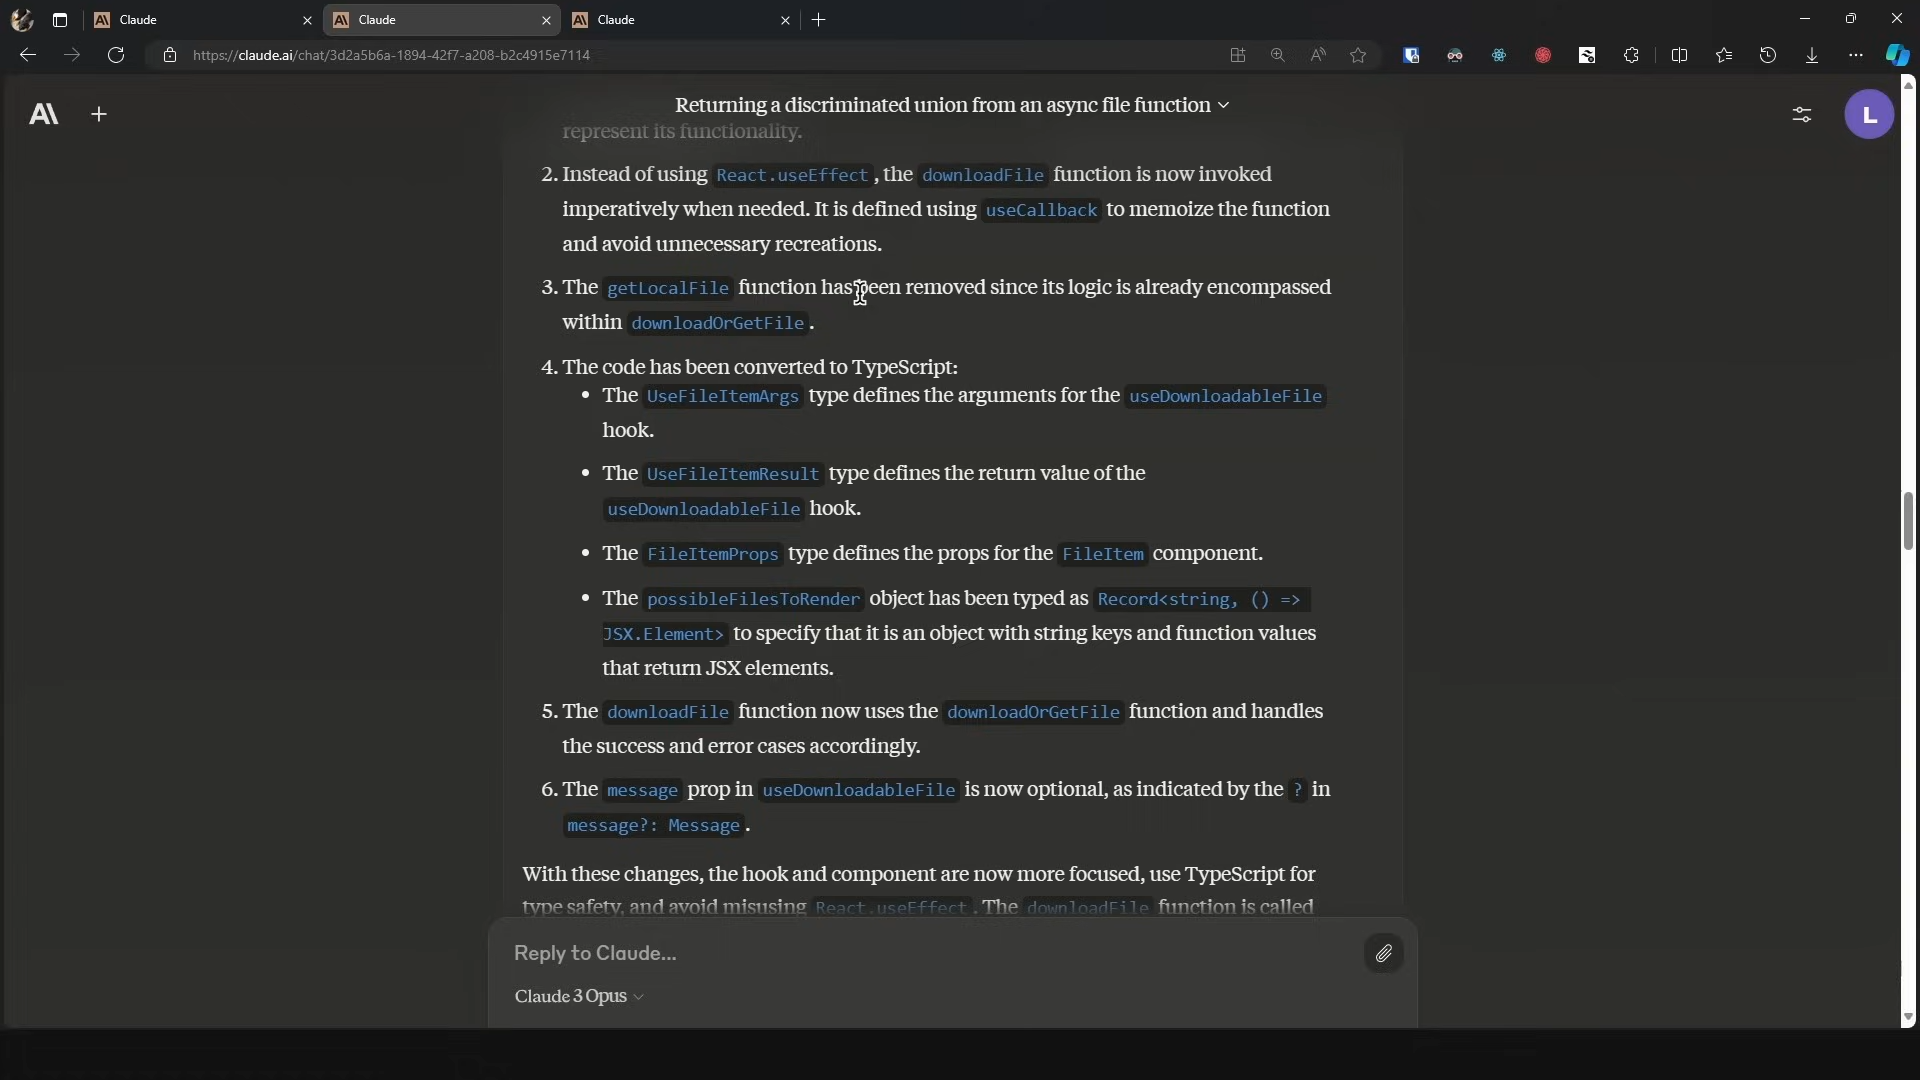 Claude
Claude
Claude
https://claude.ai/chat/3d2a5b6a-1894-42f7-a208-b2c4915e7114
Returning a discriminated union from an async file function
L
represent its functionality.
2. Instead of using React.useEffect, the downloadFile function is now invoked
imperatively when needed. It is defined using useCallback to memoize the function
and avoid unnecessary recreations.
3. The getLocalFile function has been removed since its logic is already encompassed
within downloadOrGetFile.
4. The code has been converted to TypeScript:
• The UseFileItemArgs type defines the arguments for the useDownloadableFile
hook.
• The UseFileItemResult type defines the return value of the
useDownloadableFile hook.
• The FileItemProps type defines the props for the FileItem component.
• The possibleFilesToRender object has been typed as Record<string, () =>
JSX.Element> to specify that it is an object with string keys and function values
that return JSX elements.
5. The downloadFile function now uses the downloadOrGetFile function and handles
the success and error cases accordingly.
6. The message prop in useDownloadableFile is now optional, as indicated by the ? in
message?: Message.
With these changes, the hook and component are now more focused, use TypeScript for
type safety, and avoid misusing React.useEffect. The downloadFile function is called
Reply to Claude...
Claude 3 Opus